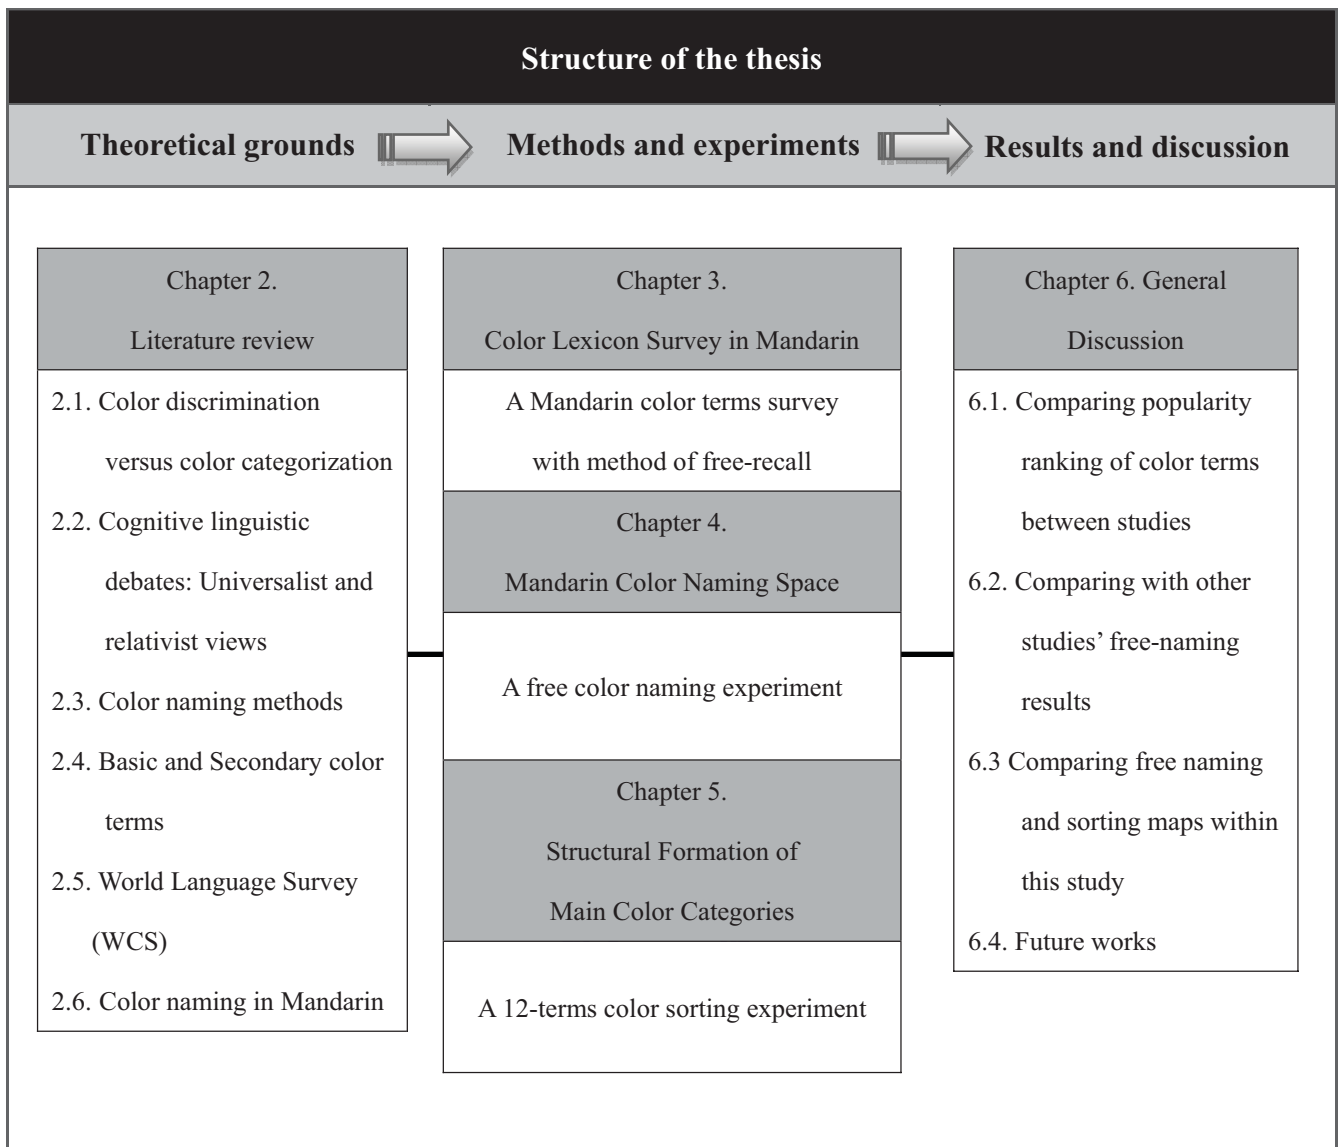 Structure of the thesis
Theoretical grounds
Methods and experiments
Results and discussion
Chapter 2.
Literature review
2.1. Color discrimination
versus color categorization
2.2. Cognitive linguistic
debates: Universalist and
relativist views
2.3. Color naming methods
2.4. Basic and Secondary color
terms
2.5. World Language Survey
(WCS)
2.6. Color naming in Mandarin
Chapter 3.
Color Lexicon Survey in Mandarin
A Mandarin color terms survey
with method of free-recall
Chapter 4.
Mandarin Color Naming Space
A free color naming experiment
Chapter 5.
Structural Formation of
Main Color Categories
A 12-terms color sorting experiment
Chapter 6. General
Discussion
6.1. Comparing popularity
ranking of color terms
between studies
6.2. Comparing with other
studies’ free-naming
results
6.3 Comparing free naming
and sorting maps within
this study
6.4. Future works